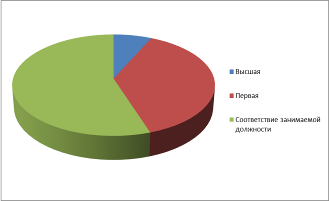 Высшая
Первая
Соответствие занимаемой
должности